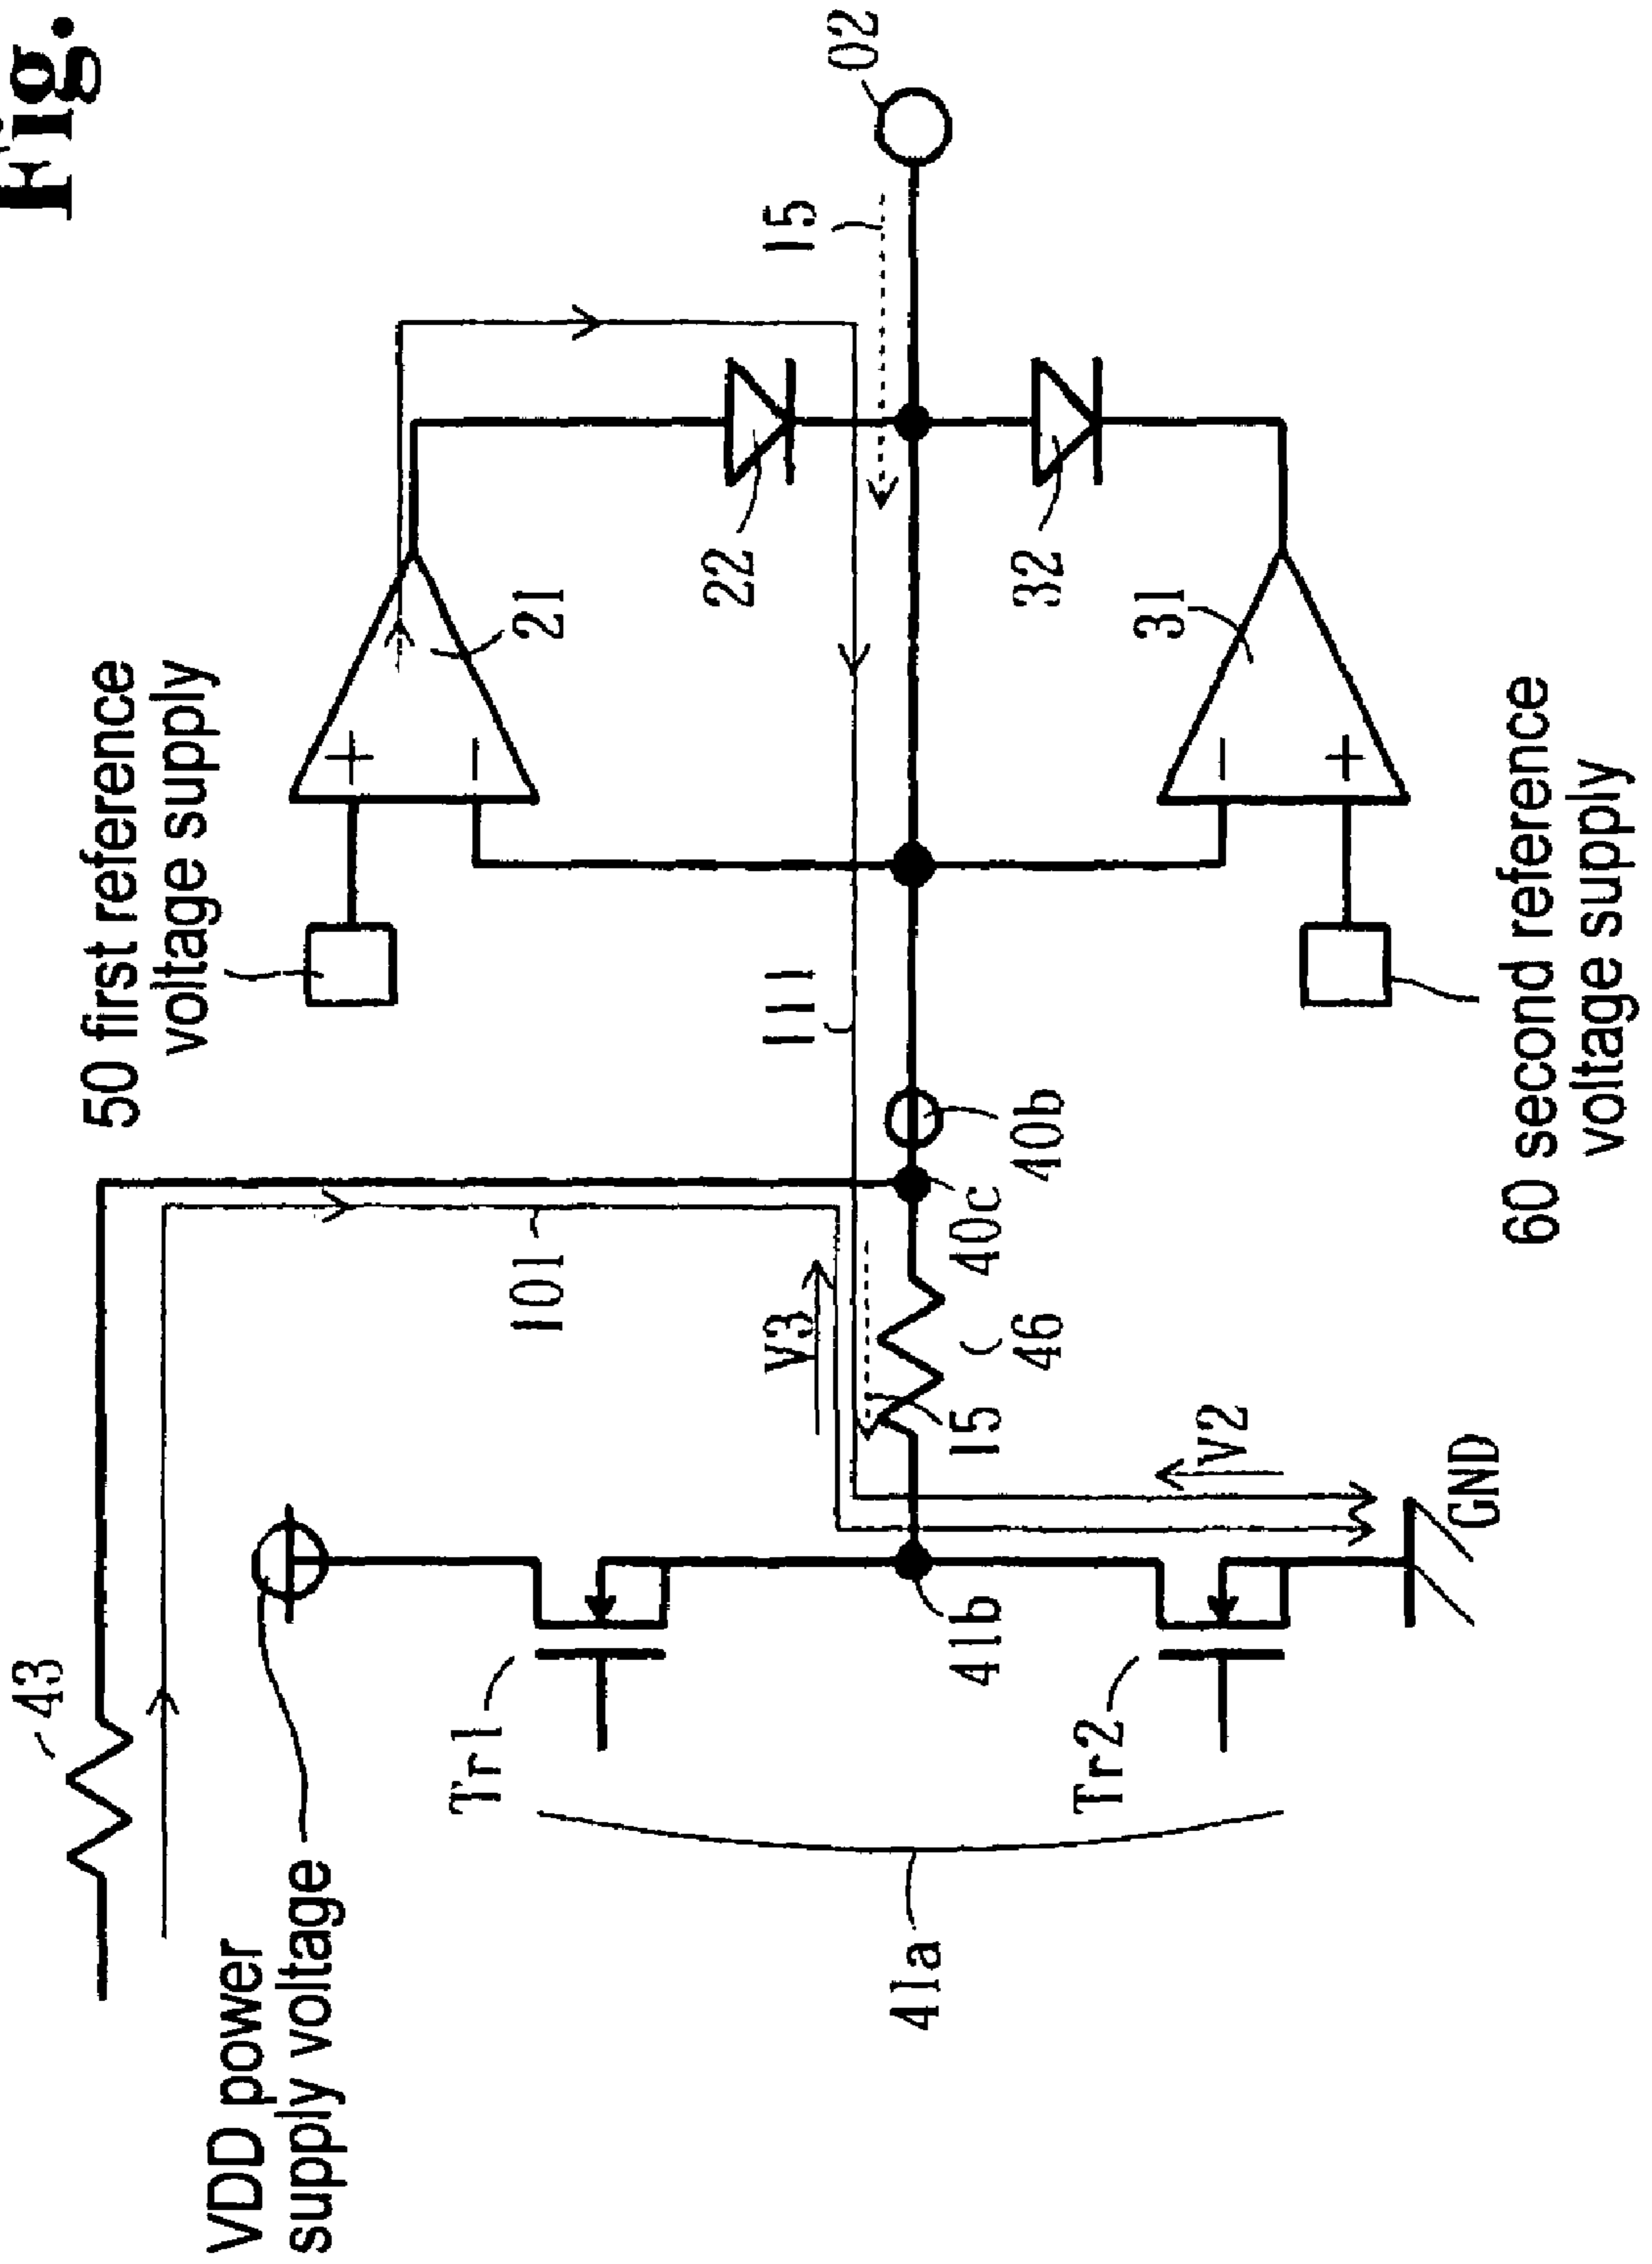 Fig.
43
50 first reference
voltage supply
VDD power
supply voltage
Tr1
101
21
22
15
111
V3
02
41a
41b
15
46
40c
40b
32
31
Tr2
V2
GND
60 second reference
voltage supply
+
−
−
+